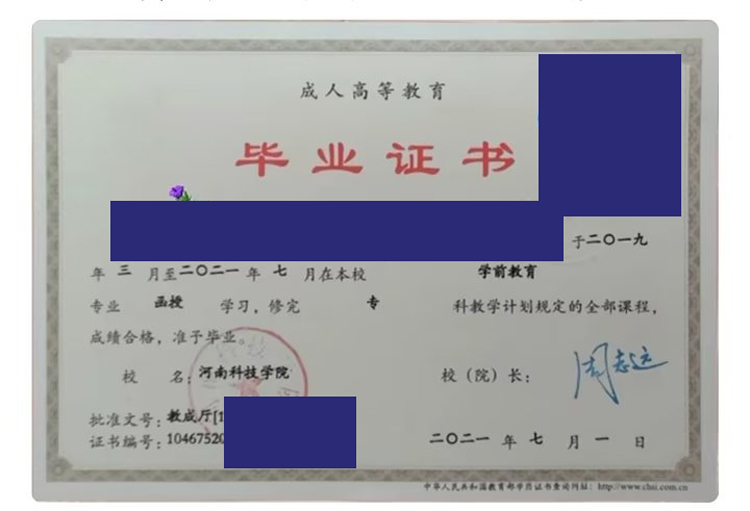 成人高等教育
毕业证书
于二〇一九
年 三 月至二〇二一 年 七 月在本校 学前教育
专业 函授 学习，修完 专 科教学计划规定的全部课程，
成绩合格，准予毕业。
校 名：河南科技学院 校（院）长：周志远
批准文号：教成厅[1
证书编号：10467520
二〇二一 年 七 月 一 日
中华人民共和国教育部学历证书查询网址：http://www.chsi.com.cn